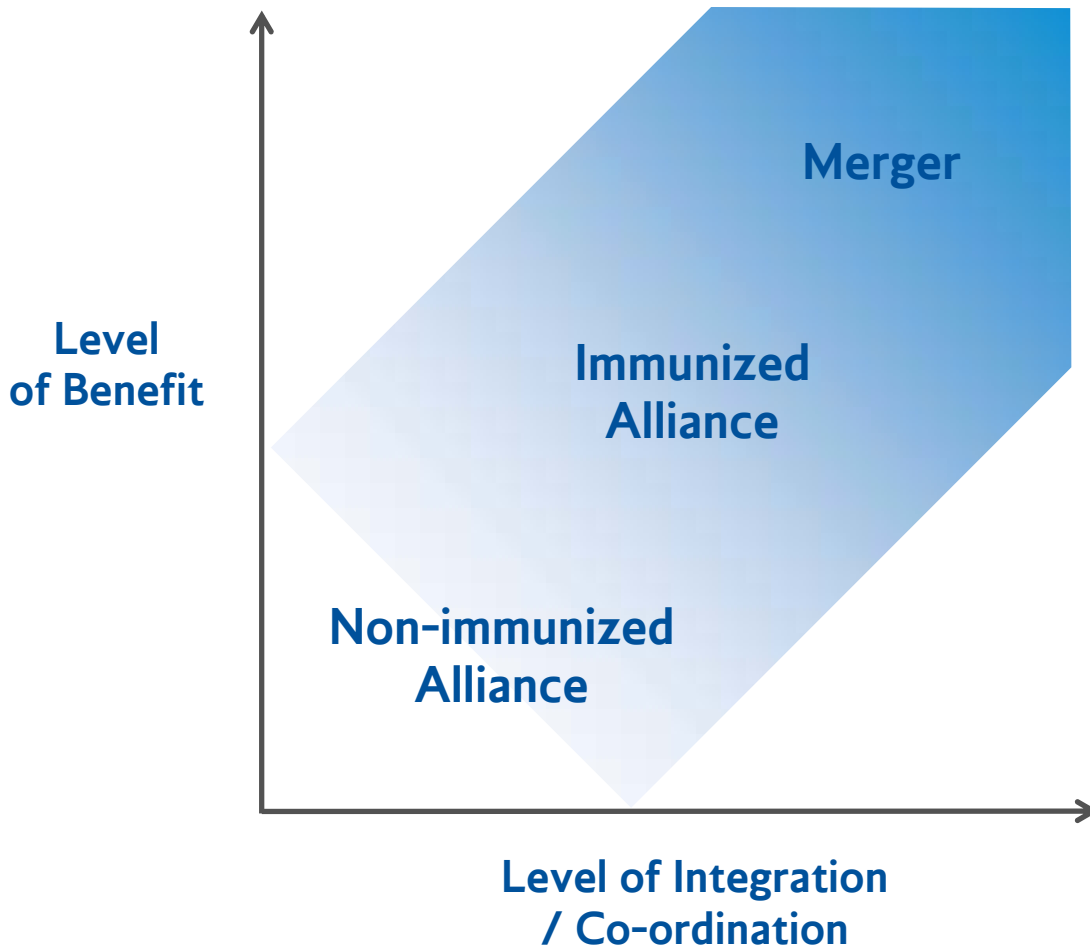 Merger
Level
of Benefit
Immunized
Alliance
Non-immunized
Alliance
Level of Integration
/ Co-ordination